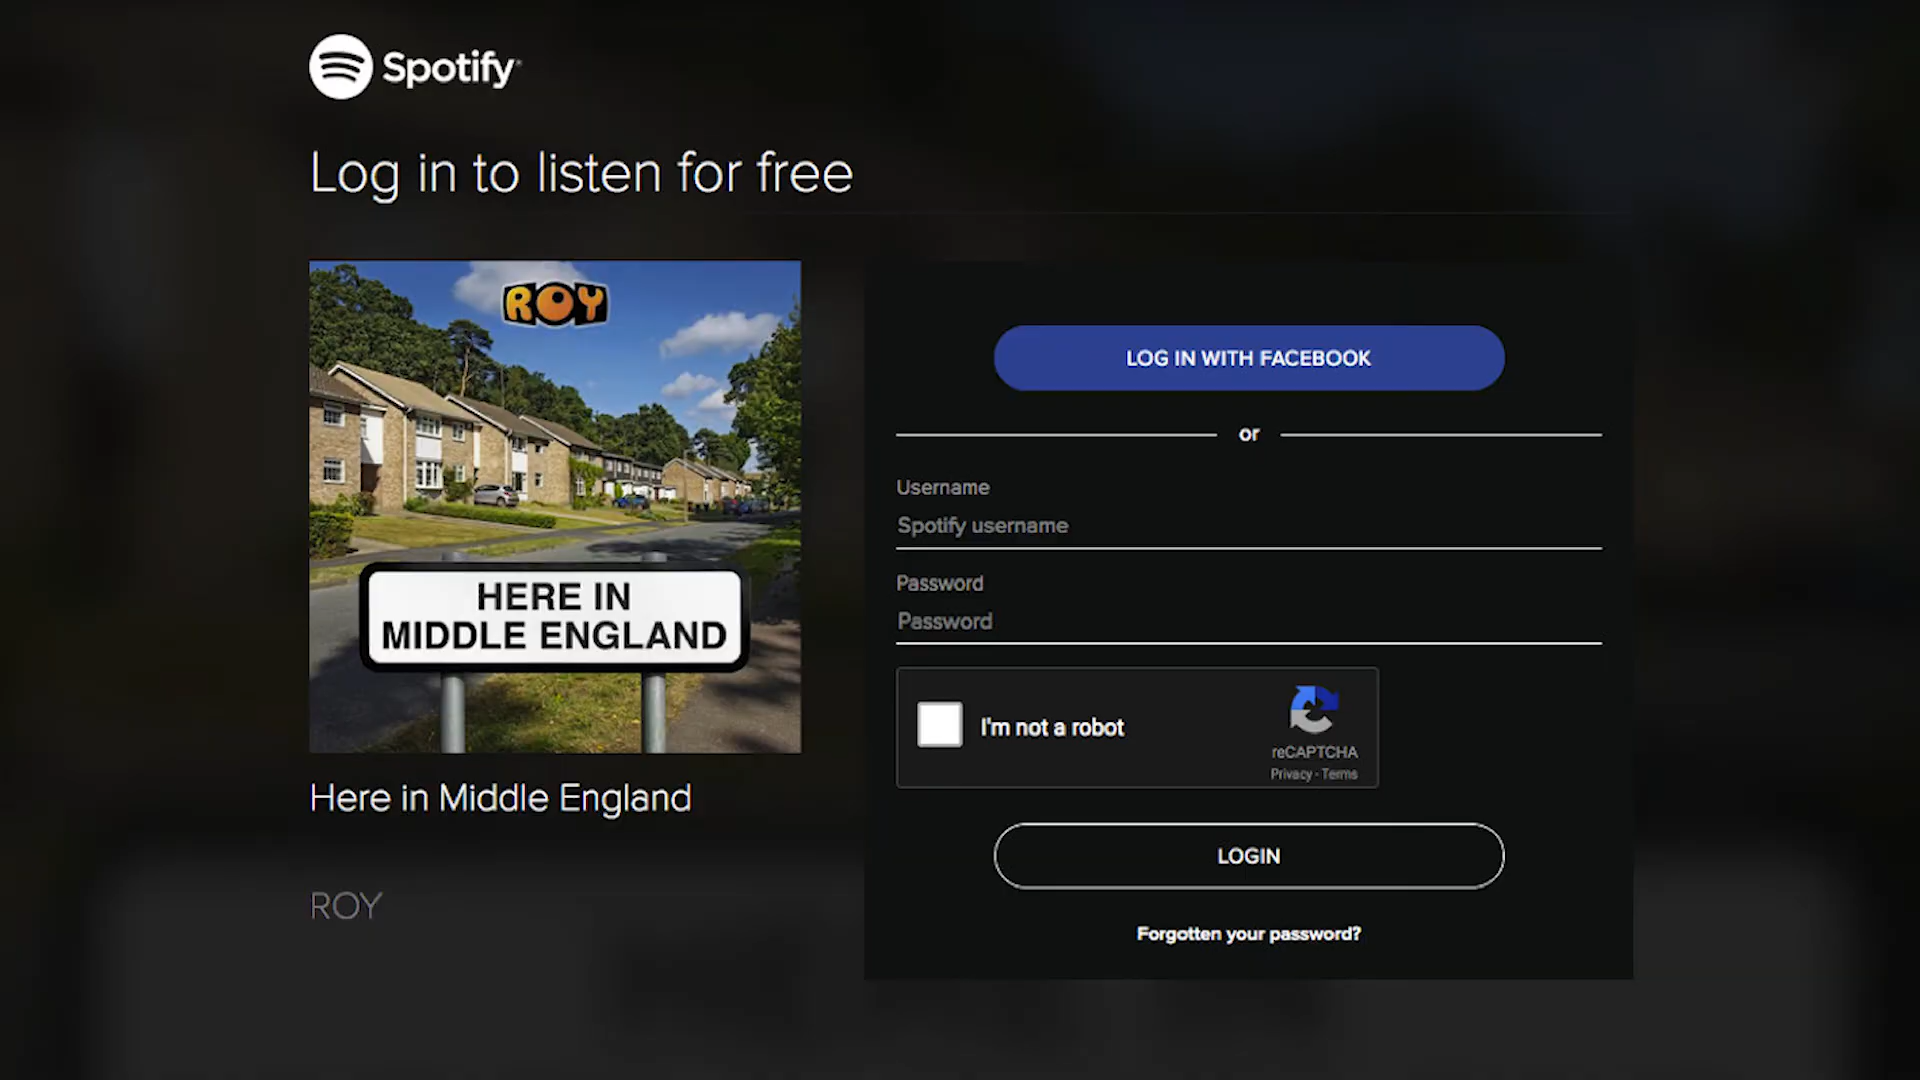 Spotify
Log in to listen for free
ROY
HERE IN
MIDDLE ENGLAND
Here in Middle England
ROY
LOG IN WITH FACEBOOK
or
Username
Spotify username
Password
Password
I'm not a robot
reCAPTCHA
Privacy - Terms
LOGIN
Forgotten your password?